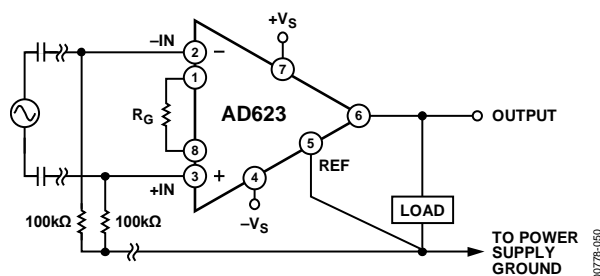 +VS
–IN
2
–
1
7
RG
AD623
6
OUTPUT
8
5
REF
3
+
4
+IN
–VS
100kΩ
100kΩ
LOAD
TO POWER
SUPPLY
GROUND
00778-050